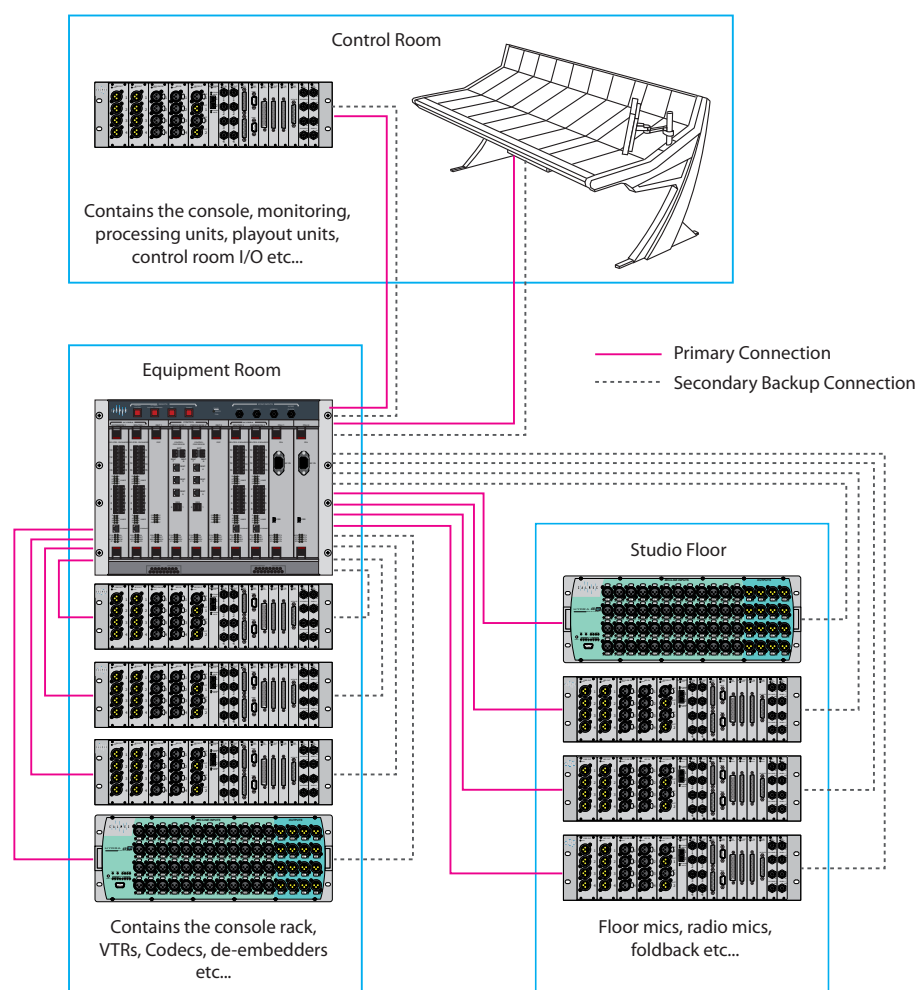 Control Room
Contains the console, monitoring,
processing units, playout units,
control room I/O etc...
Primary Connection
Secondary Backup Connection
Equipment Room
Studio Floor
Contains the console rack,
VTRs, Codecs, de-embedders
etc...
Floor mics, radio mics,
foldback etc...